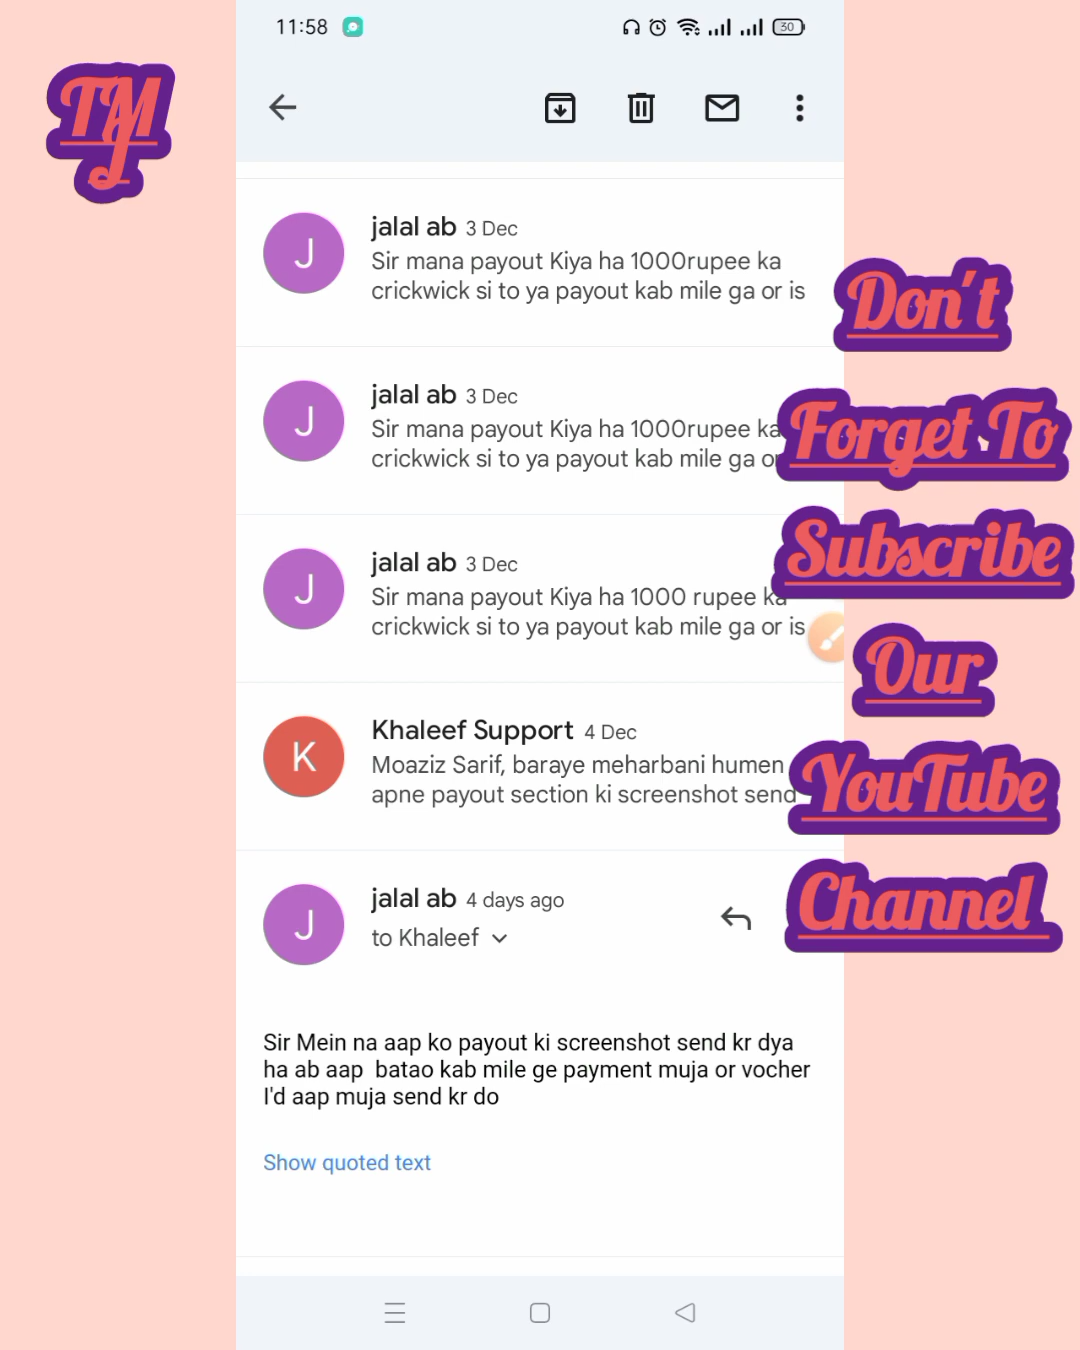 TMJ
11:58
30
J
jalal ab 3 Dec
Sir mana payout Kiya ha 1000rupee ka
crickwick si to ya payout kab mile ga or is
J
jalal ab 3 Dec
Sir mana payout Kiya ha 1000rupee ka
crickwick si to ya payout kab mile ga or
J
jalal ab 3 Dec
Sir mana payout Kiya ha 1000 rupee ka
crickwick si to ya payout kab mile ga or is
K
Khaleef Support 4 Dec
Moaziz Sarif, baraye meharbani humen
apne payout section ki screenshot send
J
jalal ab 4 days ago
to Khaleef
Sir Mein na aap ko payout ki screenshot send kr dya
ha ab aap batao kab mile ge payment muja or vocher
I'd aap muja send kr do
Show quoted text
Don't
Forget To
Subscribe
Our
YouTube
Channel